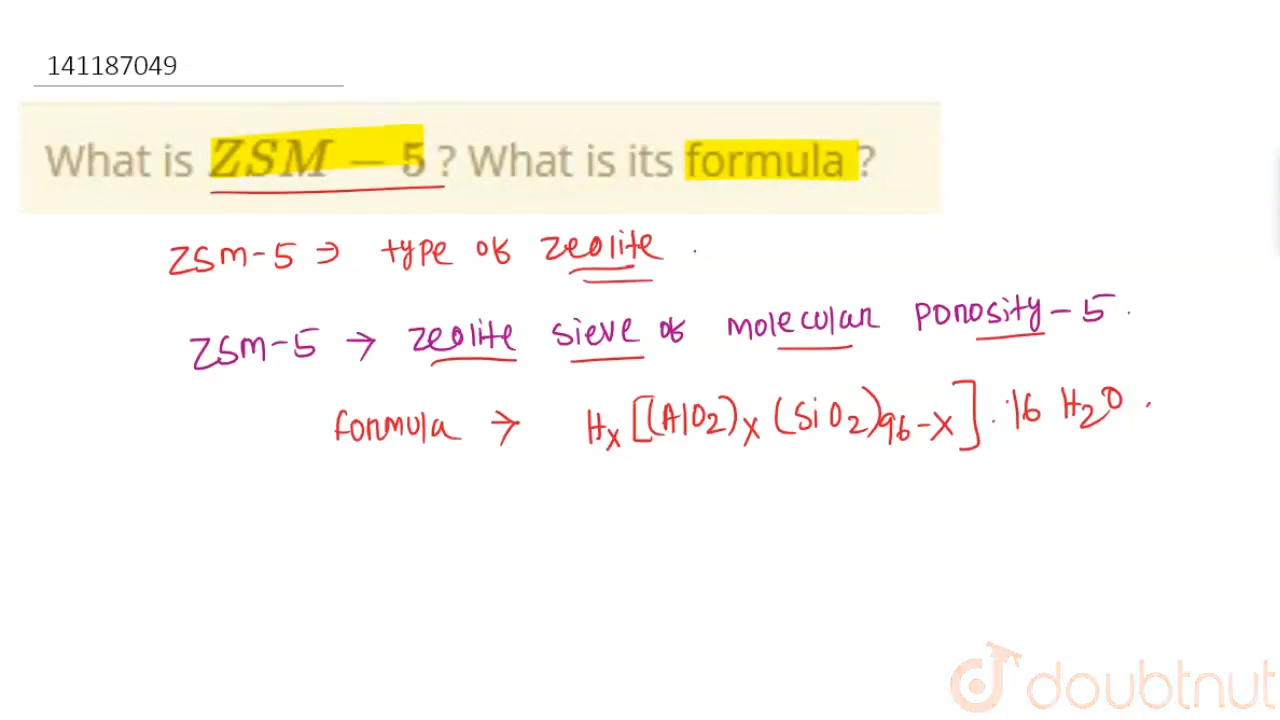 141187049
What is ZSM - 5 ? What is its formula ?
ZSM-5 ⇒ type of zeolite .
ZSM-5 → zeolite sieve of molecular porosity - 5 .
formula → Hx [(AlO2)x (SiO2)96-x] . 16 H2O .
doubtnut